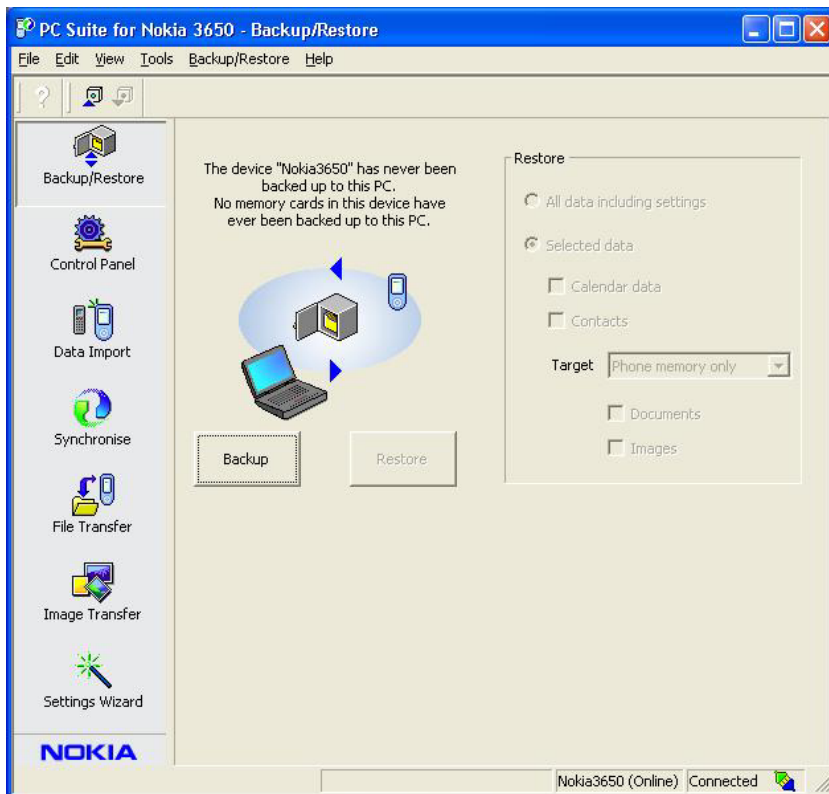 PC Suite for Nokia 3650 - Backup/Restore
File Edit View Tools Backup/Restore Help
Backup/Restore
Control Panel
Data Import
Synchronise
File Transfer
Image Transfer
Settings Wizard
NOKIA
The device "Nokia3650" has never been
backed up to this PC.
No memory cards in this device have
ever been backed up to this PC.
Backup
Restore
Restore
All data including settings
Selected data
Calendar data
Contacts
Target Phone memory only
Documents
Images
Nokia3650 (Online) Connected